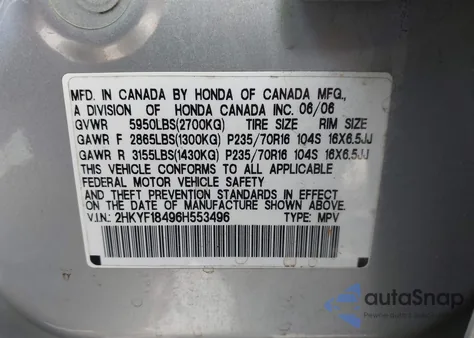 MFD. IN CANADA BY HONDA OF CANADA MFG.,
A DIVISION OF HONDA CANADA INC. 06/06
GVWR 5950LBS(2700KG) TIRE SIZE RIM SIZE
GAWR F 2865LBS(1300KG) P235/70R16 104S 16X6.5JJ
GAWR R 3155LBS(1430KG) P235/70R16 104S 16X6.5JJ
THIS VEHICLE CONFORMS TO ALL APPLICABLE
FEDERAL MOTOR VEHICLE SAFETY
AND THEFT PREVENTION STANDARDS IN EFFECT
ON THE DATE OF MANUFACTURE SHOWN ABOVE.
V.I.N.: 2HKYF18496H553496 TYPE: MPV
autoSnap
Powered by AutoBidMaster